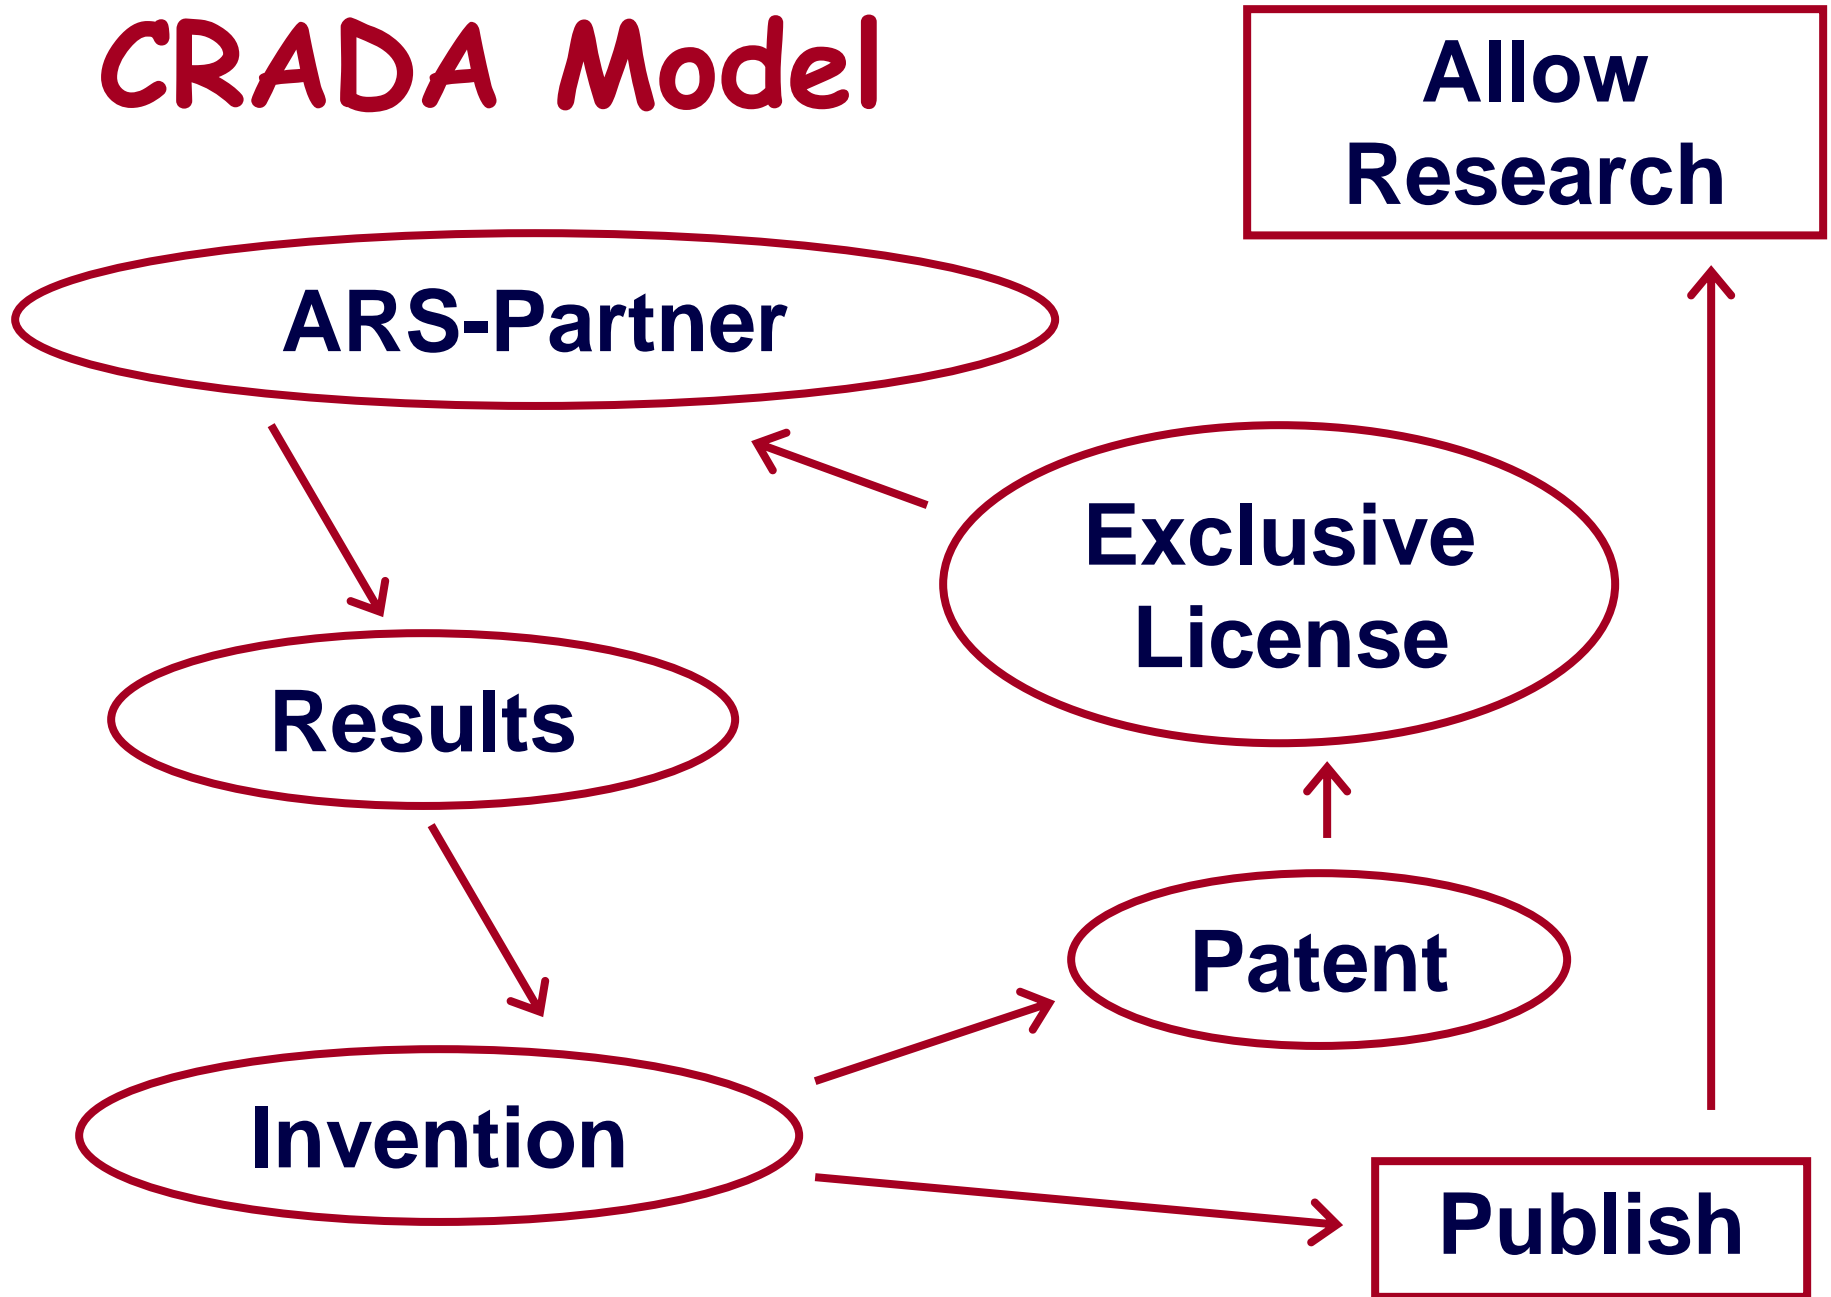 CRADA Model
Allow
Research
ARS-Partner
Exclusive
License
Results
Patent
Invention
Publish